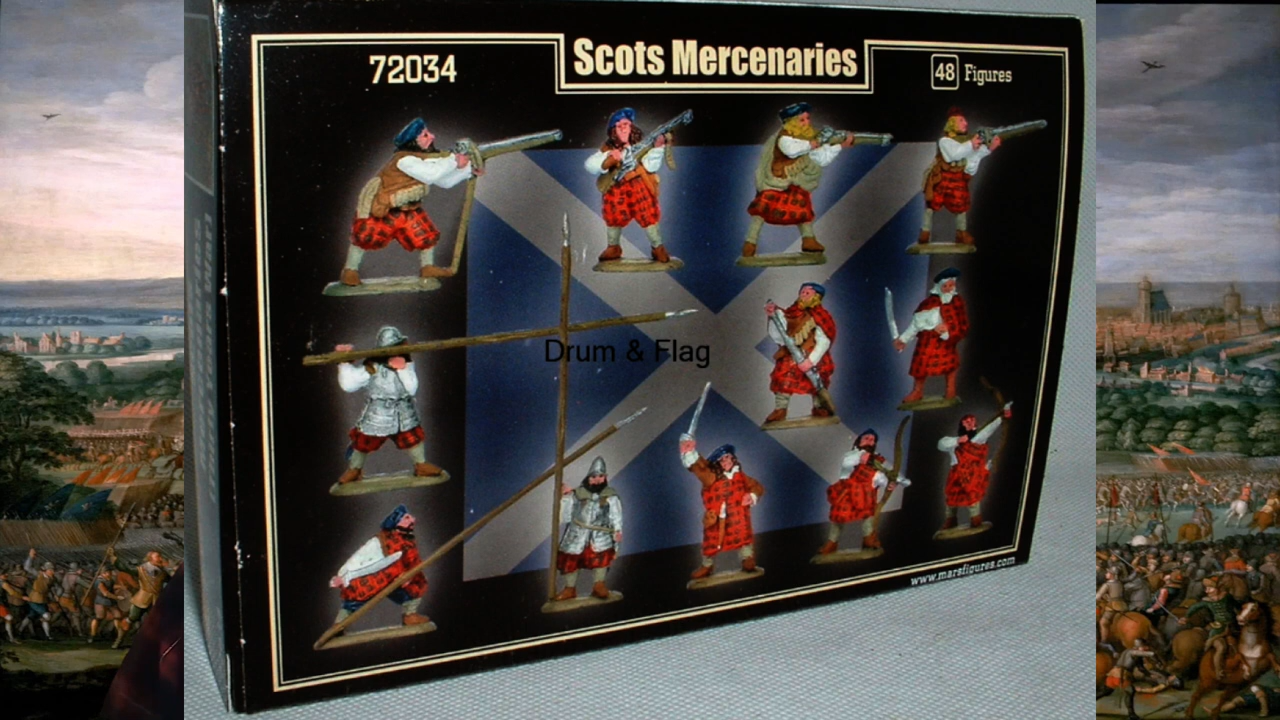 72034
Scots Mercenaries
48 Figures
Drum & Flag
www.marsfigures.com